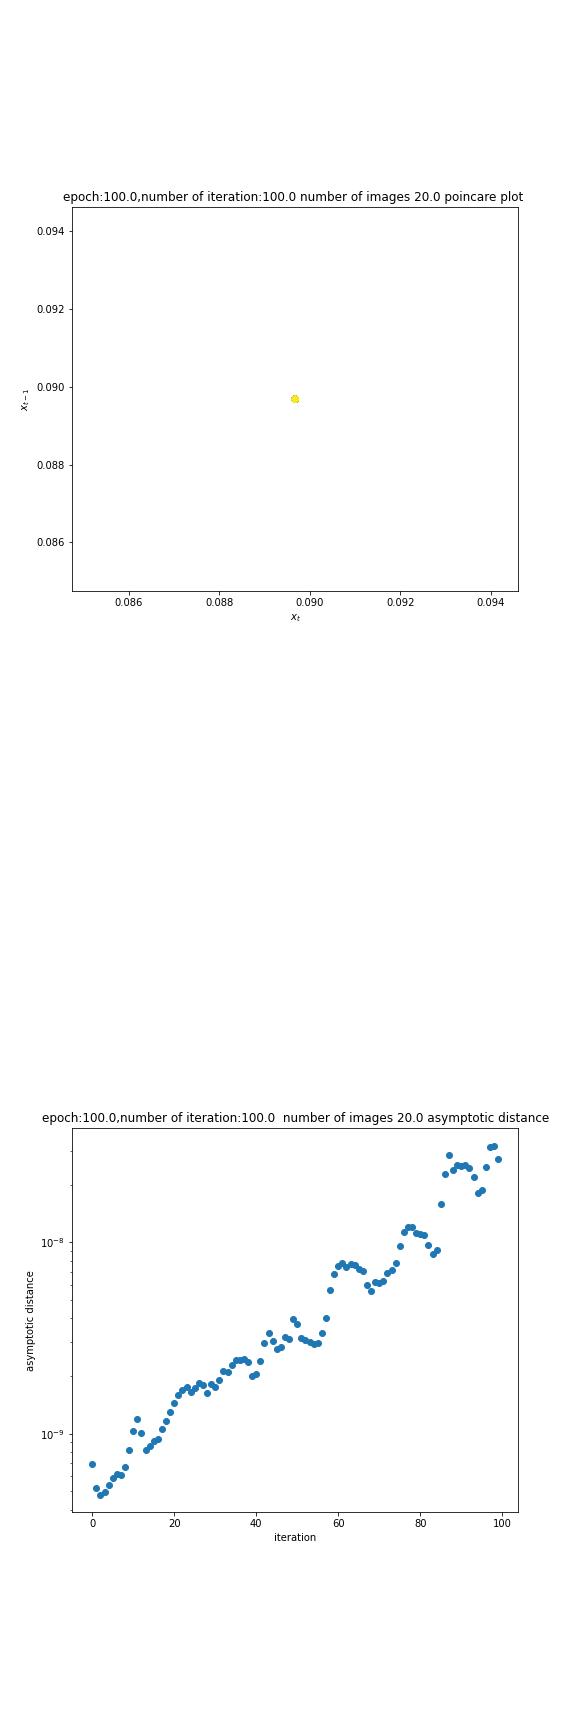 epoch:100.0,number of iteration:100.0 number of images 20.0 poincare plot
0.094
0.092
0.090
0.088
0.086
x_{t-1}
0.086 0.088 0.090 0.092 0.094
x_t
epoch:100.0,number of iteration:100.0  number of images 20.0 asymptotic distance
10^{-8}
10^{-9}
asymptotic distance
0 20 40 60 80 100
iteration